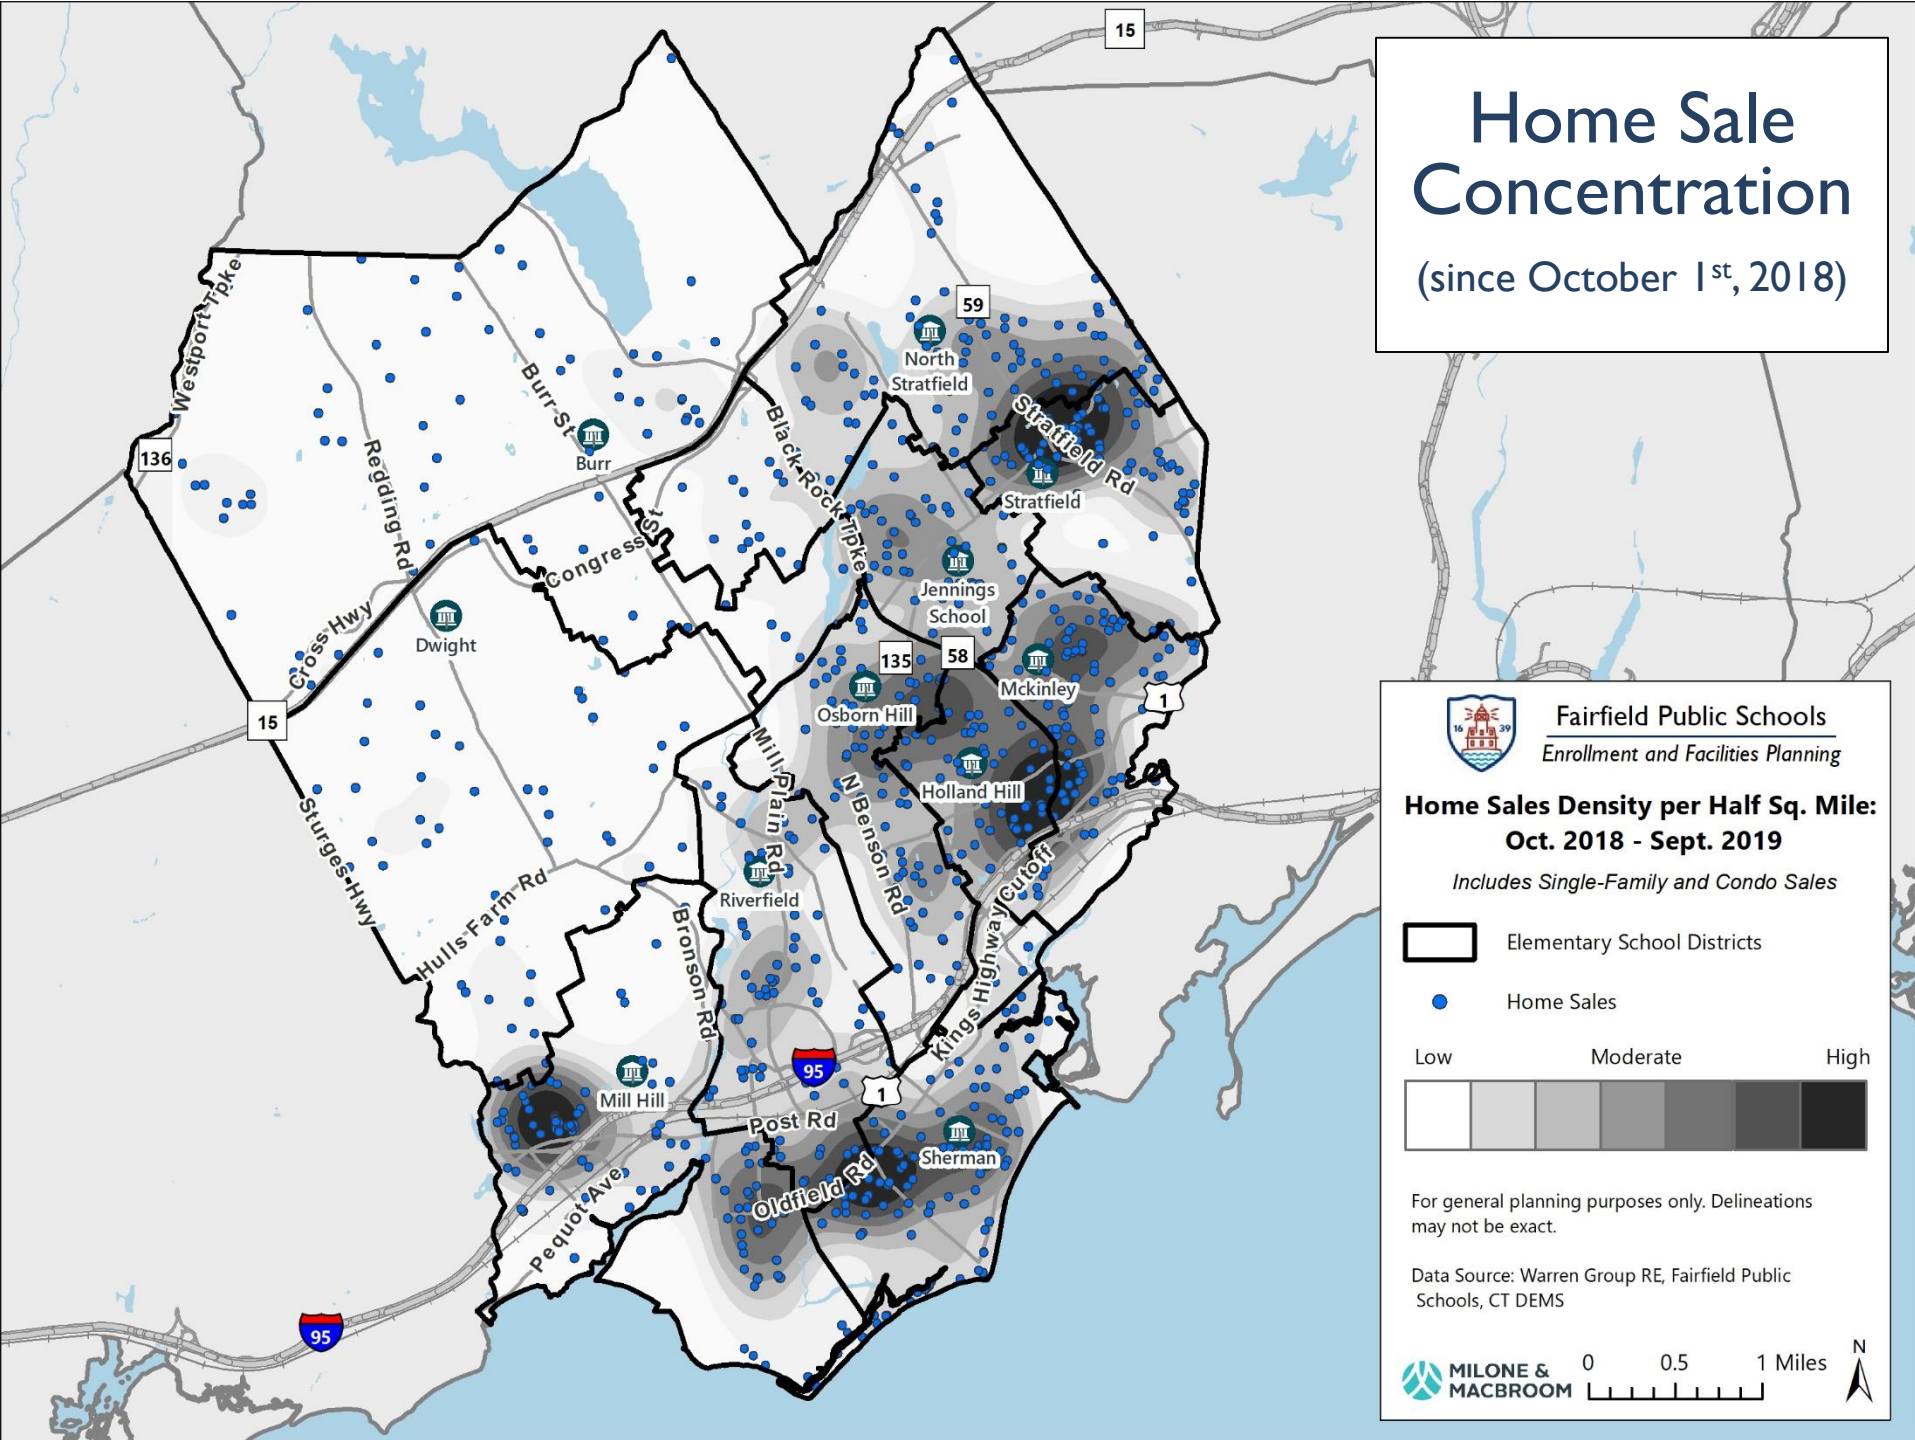 Home Sale
Concentration
(since October 1st, 2018)
15
59
136
Westport Tpke
Burr St
Redding Rd
Burr
North
Stratfield
Black Rock Tpke
Stratfield Rd
Stratfield
Congress St
Cross Hwy
Dwight
Jennings
School
135
58
Mckinley
Osborn Hill
1
15
Mill Plain Rd
N Benson Rd
Holland Hill
Sturges Hwy
Hulls Farm Rd
Riverfield
Bronson Rd
Kings Highway Cutoff
Mill Hill
95
1
Post Rd
Oldfield Rd
Sherman
Pequot Ave
95
16 39
Fairfield Public Schools
Enrollment and Facilities Planning
Home Sales Density per Half Sq. Mile:
Oct. 2018 - Sept. 2019
Includes Single-Family and Condo Sales
Elementary School Districts
Home Sales
Low Moderate High
For general planning purposes only. Delineations
may not be exact.
Data Source: Warren Group RE, Fairfield Public
Schools, CT DEMS
MILONE &
MACBROOM
0 0.5 1 Miles
N